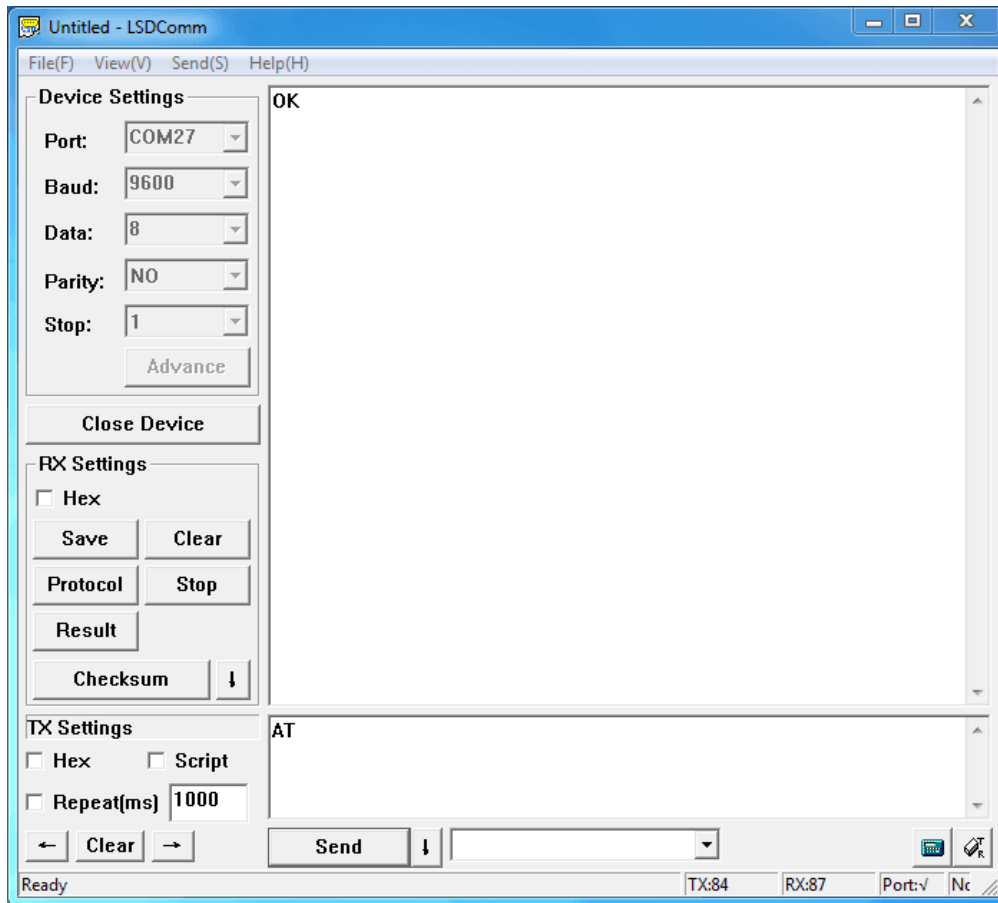 Untitled - LSDComm
File(F) View(V) Send(S) Help(H)
Device Settings
Port: COM27
Baud: 9600
Data: 8
Parity: NO
Stop: 1
Advance
Close Device
RX Settings
Hex
Save Clear
Protocol Stop
Result
Checksum
OK
TX Settings
Hex Script
Repeat(ms) 1000
← Clear →
AT
Send
Ready TX:84 RX:87 Port:√